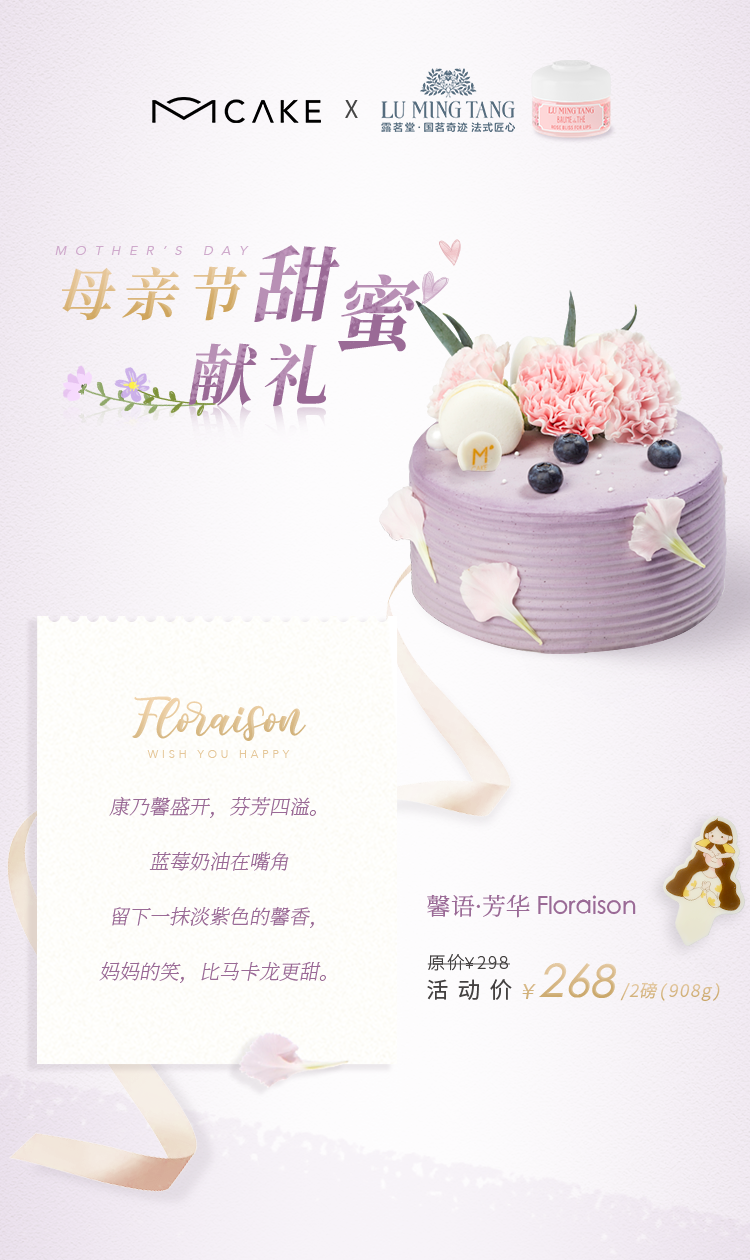 MCAKE X LU MING TANG
露茗堂·国茗奇迹 法式匠心
LU MING TANG
BAUME du THÉ
ROSE BLISS FOR LIPS
MOTHER'S DAY
母亲节甜蜜
献礼
M
Floraison
WISH YOU HAPPY
康乃馨盛开，芬芳四溢。
蓝莓奶油在嘴角
留下一抹淡紫色的馨香，
妈妈的笑，比马卡龙更甜。
馨语·芳华 Floraison
原价¥298
活动价 ¥268/2磅(908g)